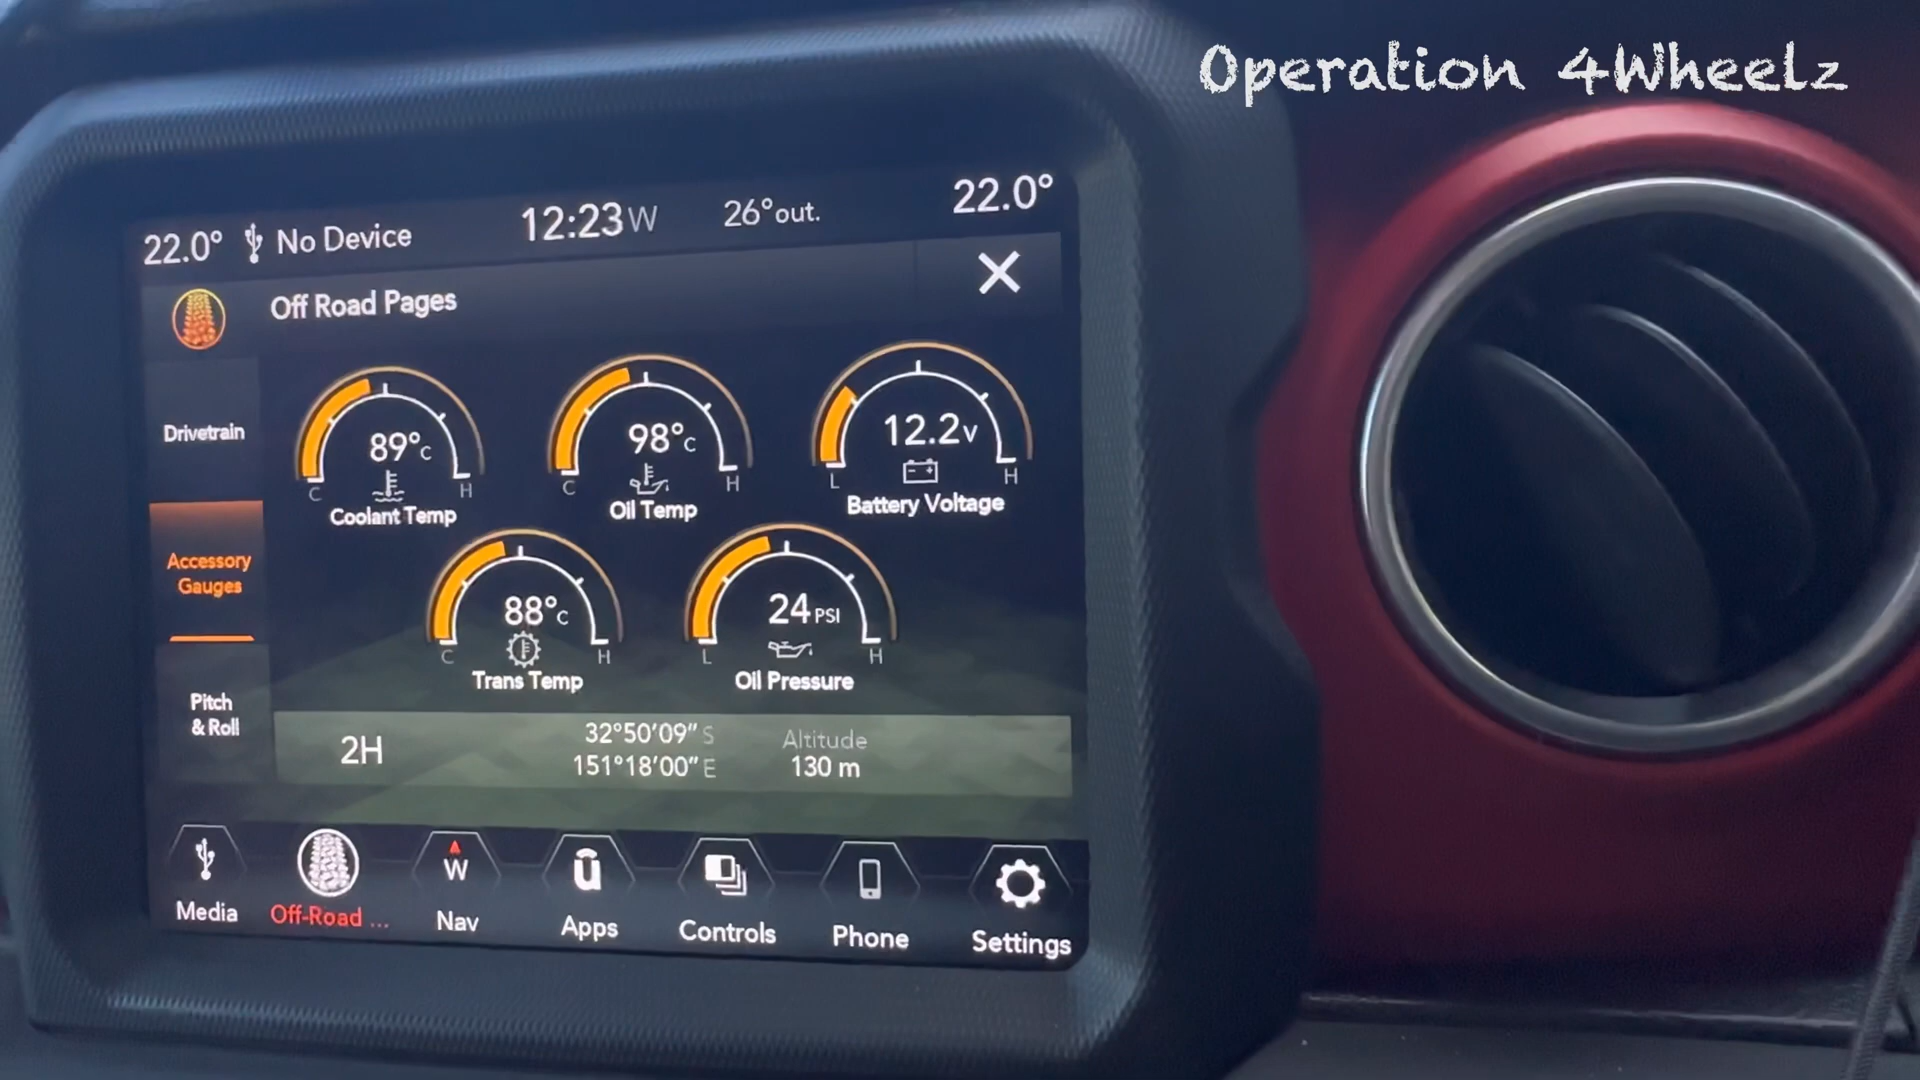 Operation 4Wheelz
22.0° No Device 12:23 W 26°out. 22.0°
Off Road Pages
Drivetrain
Accessory
Gauges
Pitch
& Roll
89°C
C H
Coolant Temp
98°C
C H
Oil Temp
12.2V
L H
Battery Voltage
88°C
C H
Trans Temp
24 PSI
L H
Oil Pressure
2H
32°50'09" S
151°18'00" E
Altitude
130 m
Media
Off-Road ...
W
Nav
ū
Apps
Controls
Phone
Settings